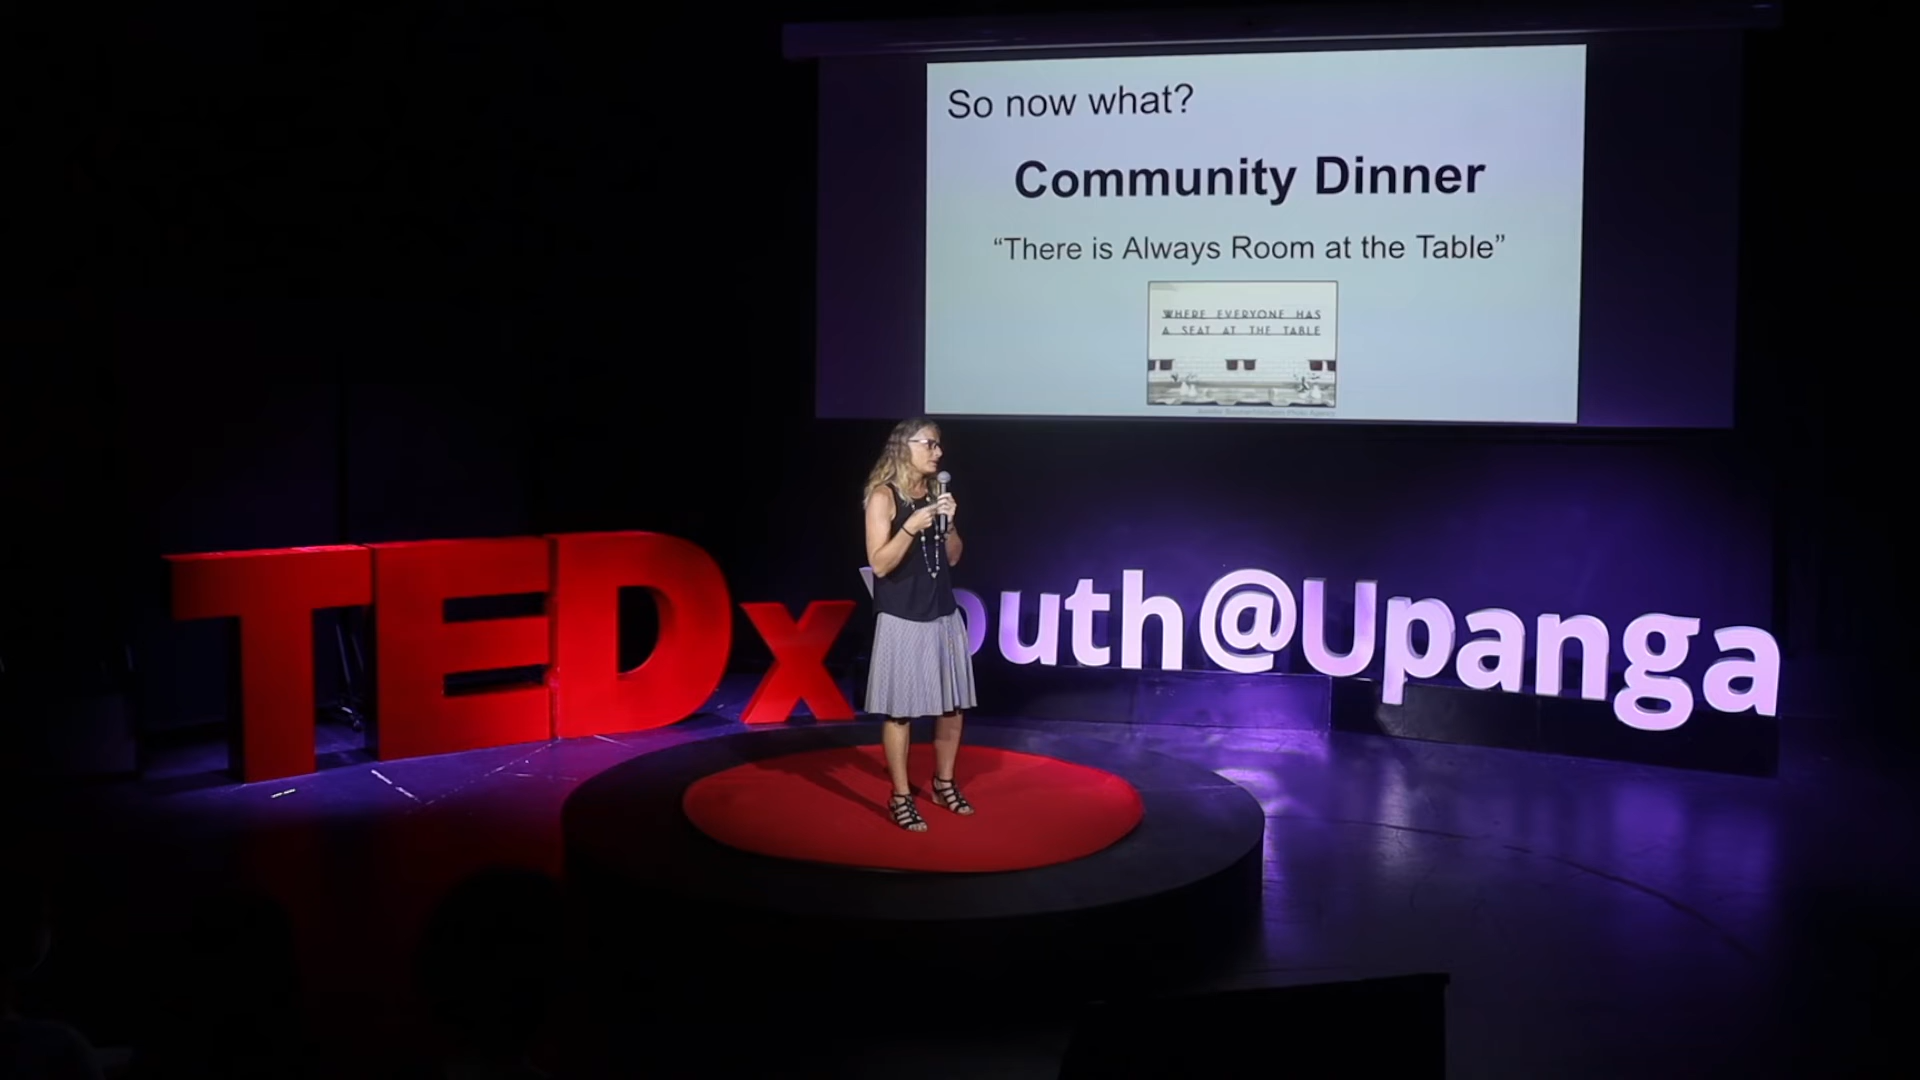 So now what?
Community Dinner
“There is Always Room at the Table”
WHERE EVERYONE HAS
A SEAT AT THE TABLE
TEDx outh@Upanga